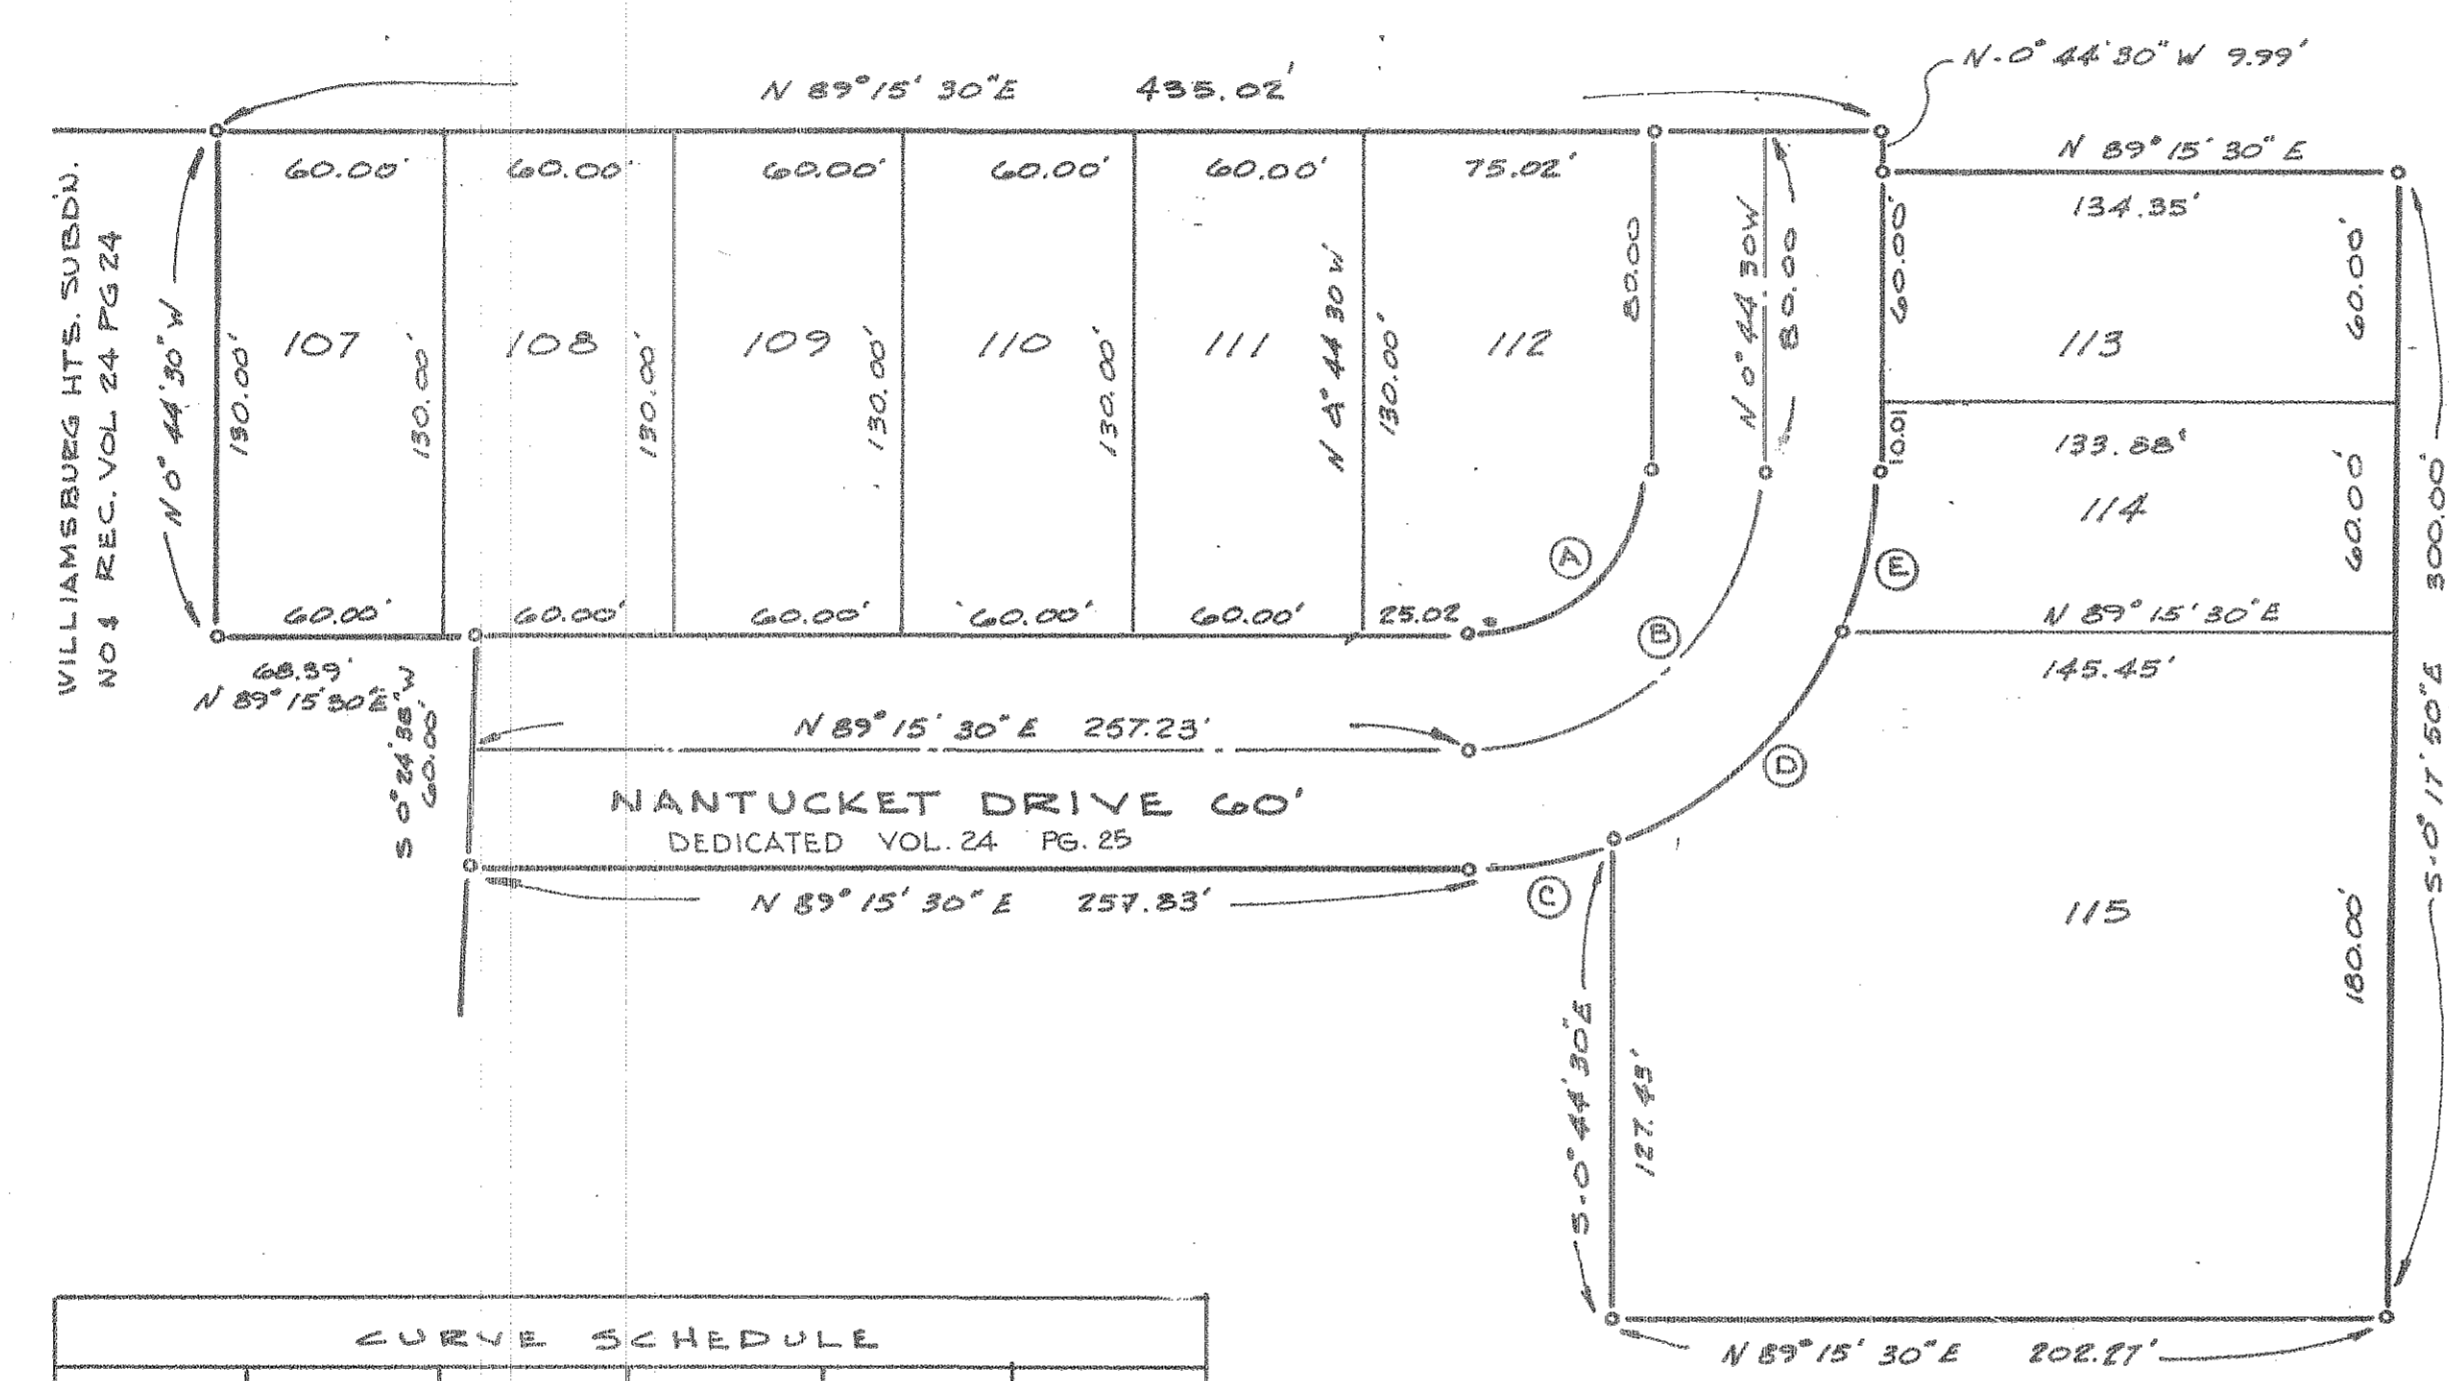 N-0° 44' 30" W 9.99'
N 89° 15' 30" E 435.02'
N 89° 15' 30" E
134.35'
60.00' 60.00' 60.00' 60.00' 60.00' 75.02'
WILLIAMSBURG HTS. SUBD'N.
NO 4 REC. VOL 24 PG 24
N 0° 44' 30" W
130.00'
107
130.00'
108
130.00'
109
130.00'
110
130.00'
111
N 0° 44 30 W
130.00'
112
80.00
N 0° 44 30 W
80.00
60.00'
113
60.00'
10.01
133.88'
114
60.00'
300.00'
S-0° 17' 50" E
A
B
E
D
C
60.00' 60.00' 60.00' 60.00' 60.00' 25.02
N 89° 15' 30" E
145.45'
68.39'
N 89° 15' 30" E
S 0° 24' 38" W
60.00'
N 89° 15' 30" E 257.23'
NANTUCKET DRIVE 60'
DEDICATED VOL. 24 PG. 25
N 89° 15' 30" E 257.83'
115
180.00'
S-0° 44' 30" E
127.43'
N 89° 15' 30" E 202.27'
CURVE SCHEDULE